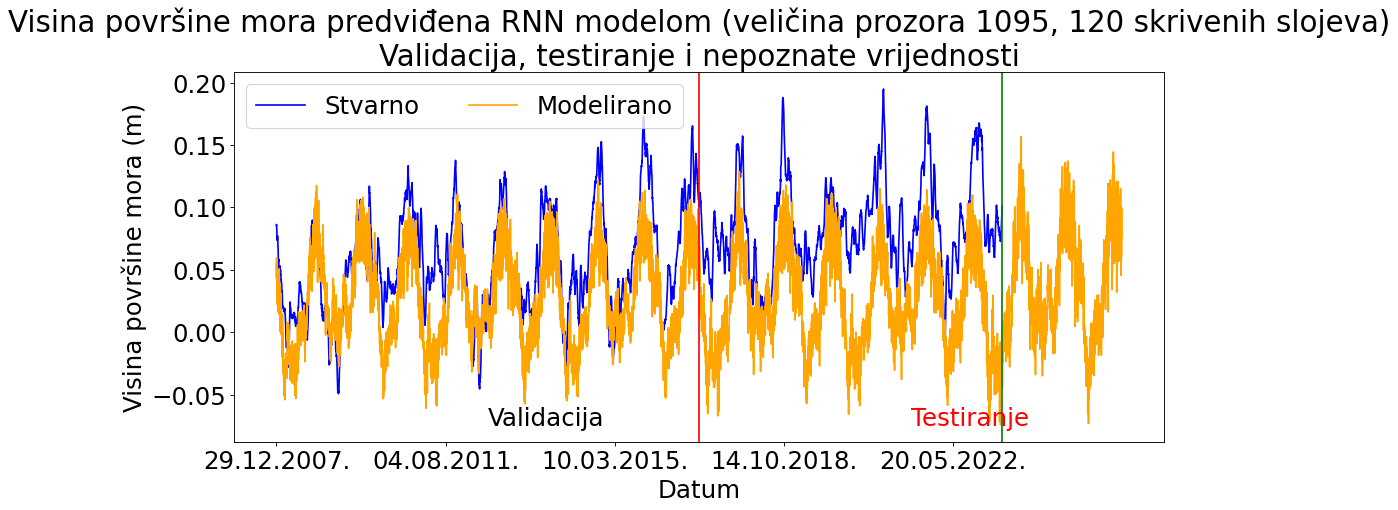 Visina površine mora predviđena RNN modelom (veličina prozora 1095, 120 skrivenih slojeva)
Validacija, testiranje i nepoznate vrijednosti
Visina površine mora (m)
0.20
0.15
0.10
0.05
0.00
−0.05
Stvarno Modelirano
Validacija
Testiranje
29.12.2007. 04.08.2011. 10.03.2015. 14.10.2018. 20.05.2022.
Datum